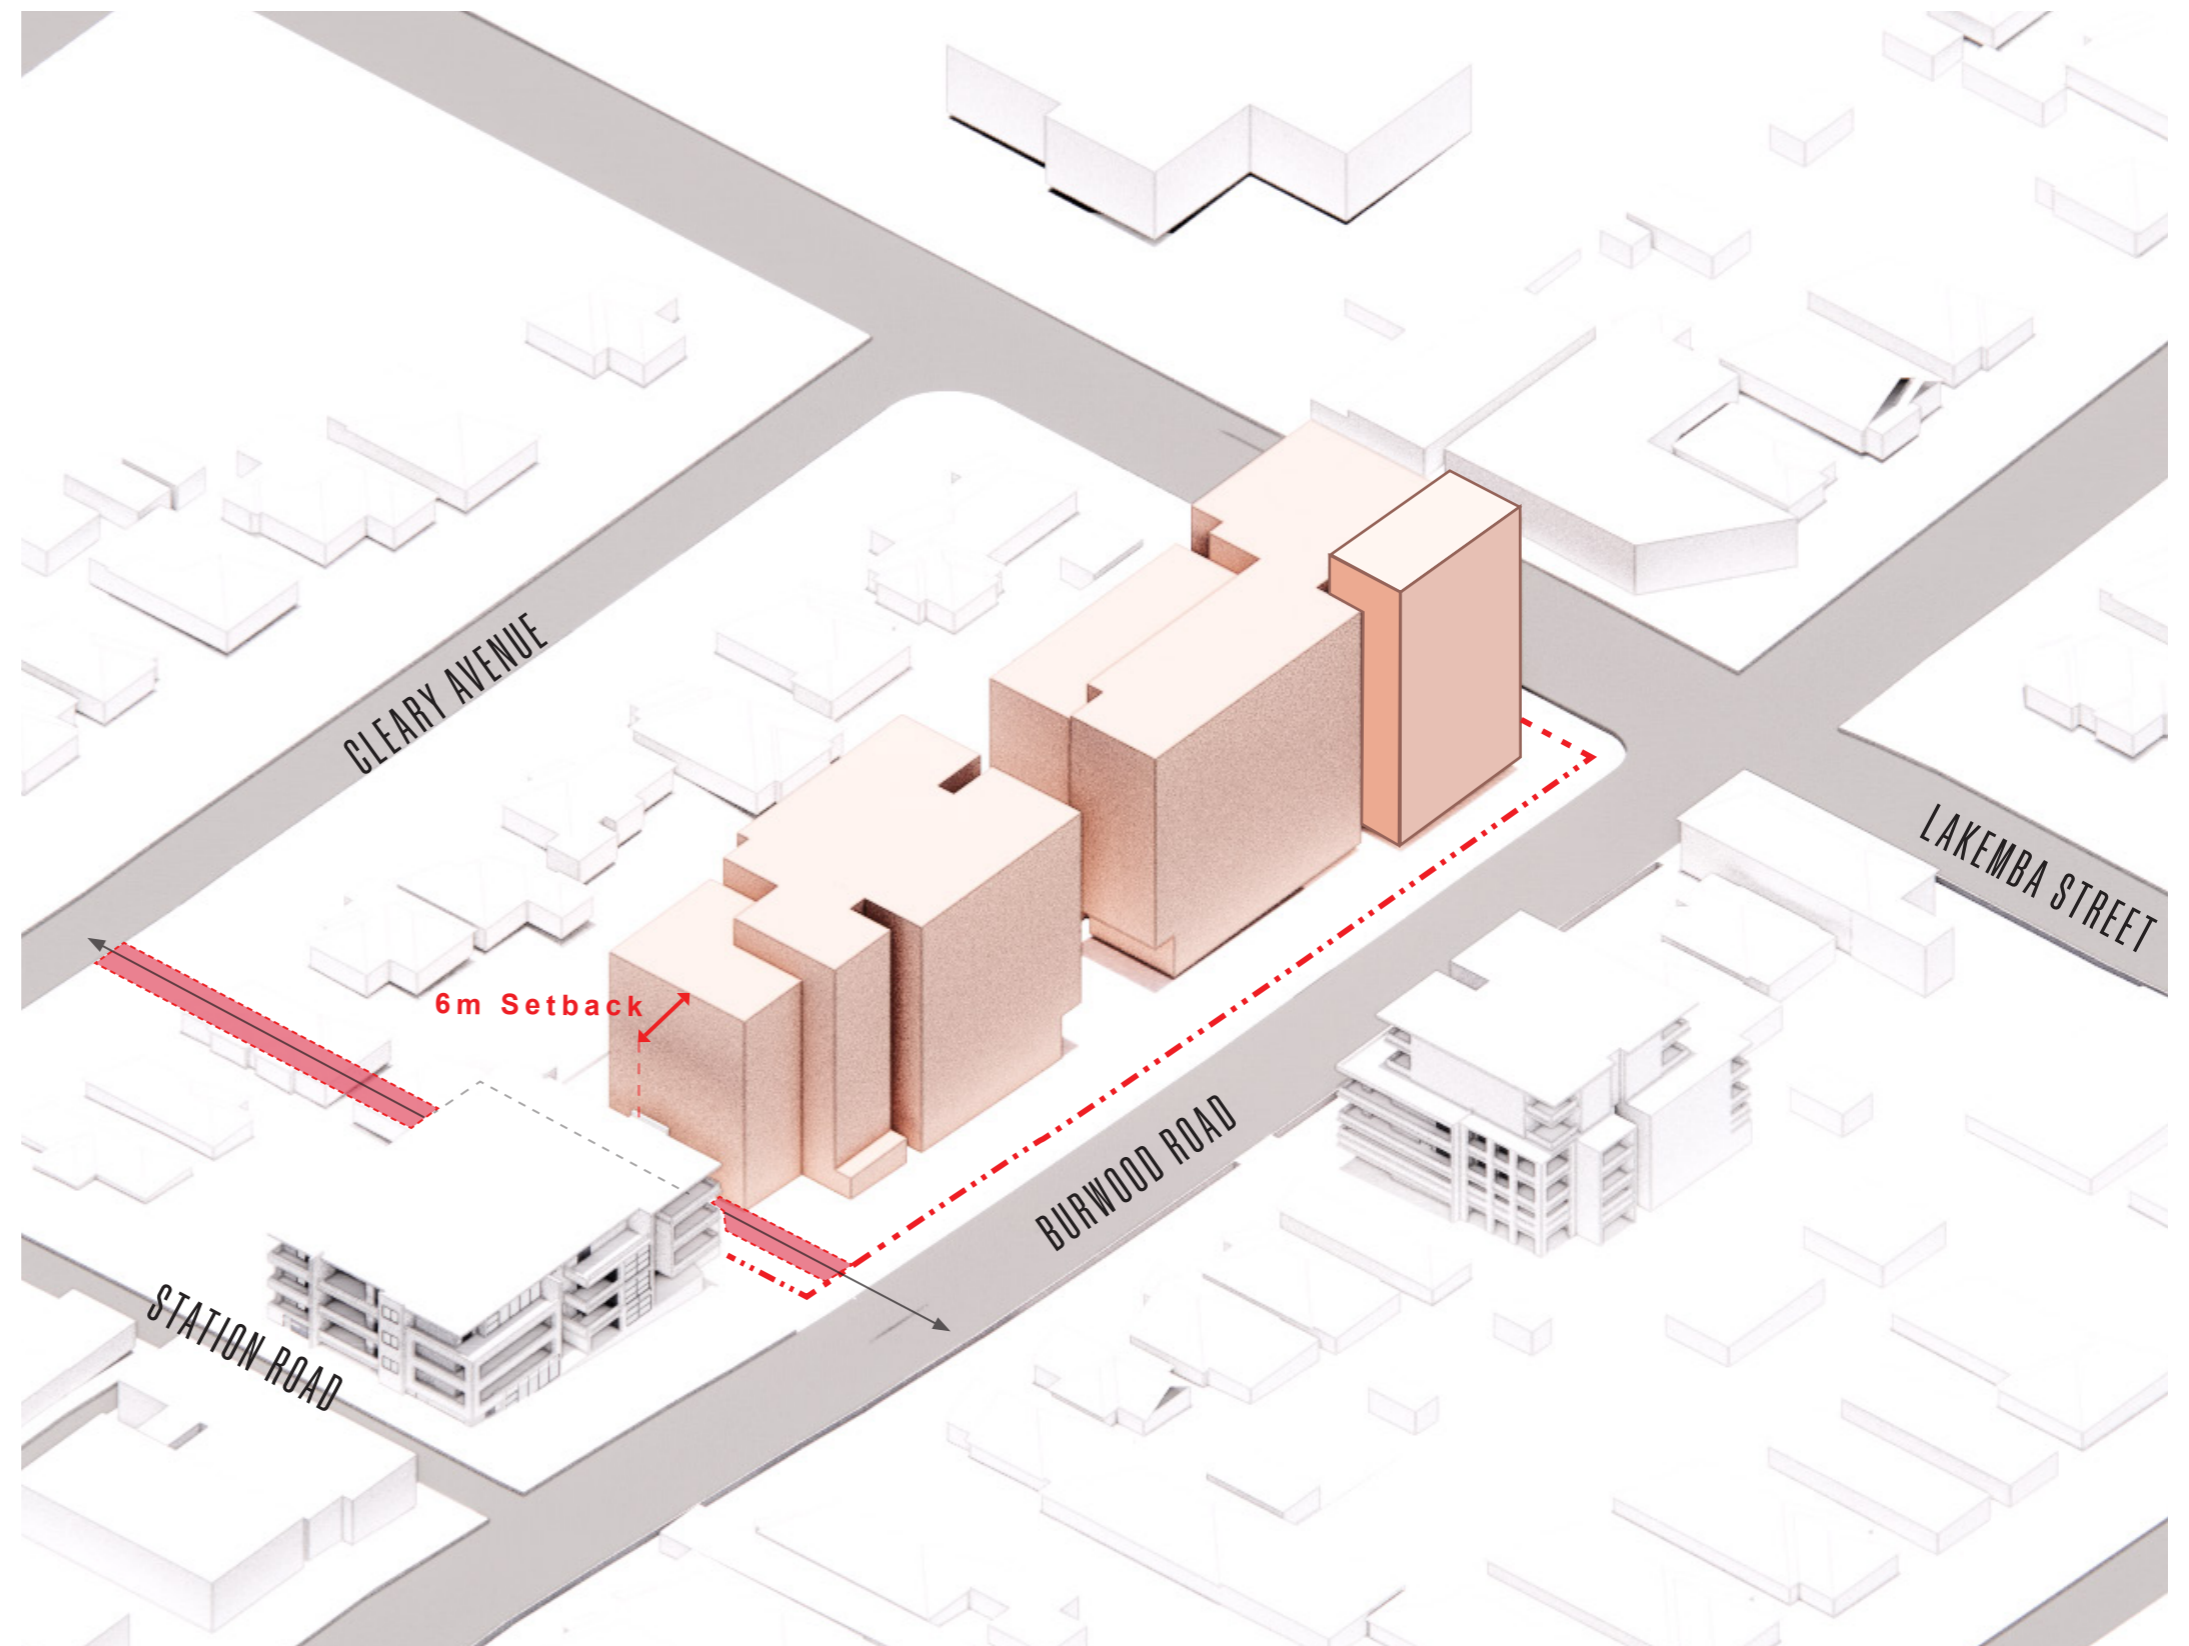 CLEARY AVENUE
LAKEMBA STREET
6m Setback
BURWOOD ROAD
STATION ROAD